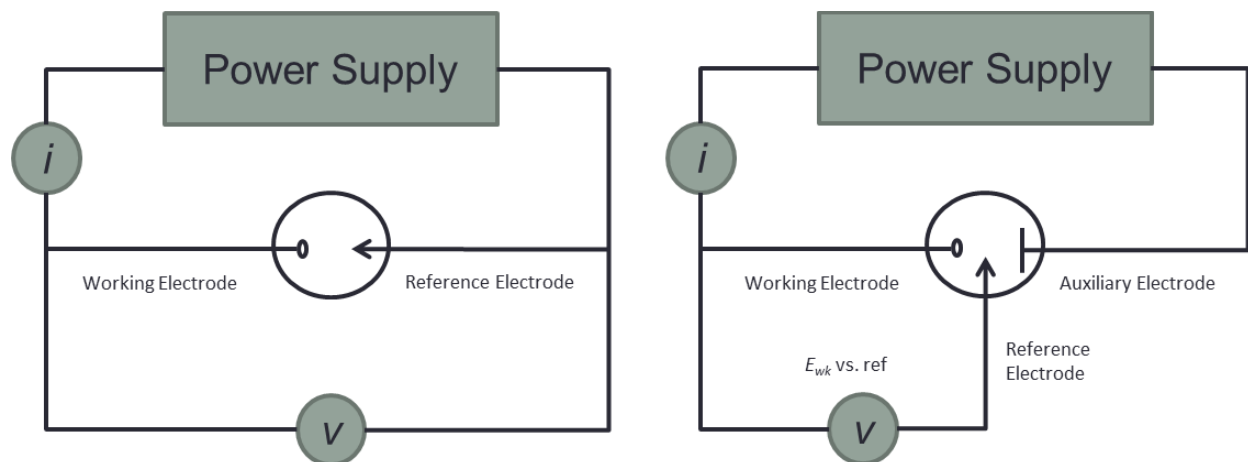 Power Supply
i
Working Electrode
Reference Electrode
v
Power Supply
i
Working Electrode
Auxiliary Electrode
Reference
Electrode
E_wk vs. ref
v